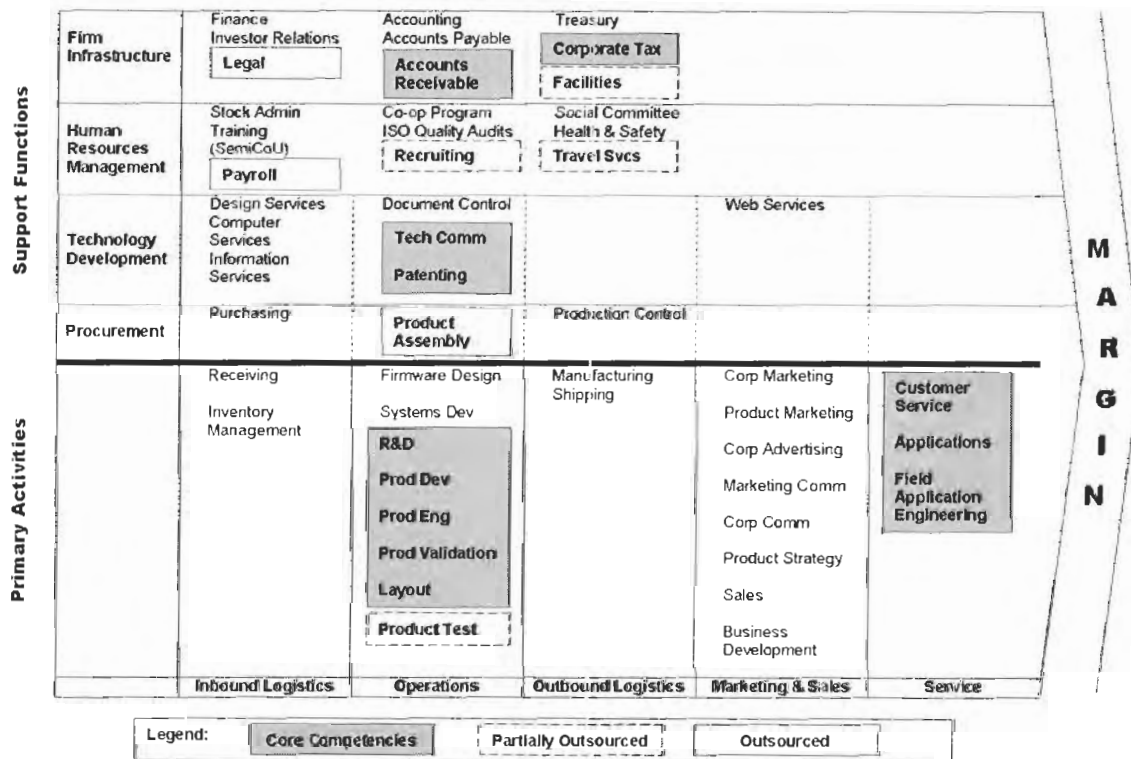 Support Functions
Firm
Infrastructure
Finance
Investor Relations
Legal
Accounting
Accounts Payable
Accounts
Receivable
Treasury
Corporate Tax
Facilities
Human
Resources
Management
Stock Admin
Training
(SemiCoU)
Payroll
Co-op Program
ISO Quality Audits
Recruiting
Social Committee
Health & Safety
Travel Svcs
Technology
Development
Design Services
Computer
Services
Information
Services
Document Control
Tech Comm
Patenting
Web Services
Procurement
Purchasing
Product
Assembly
Production Control
Primary Activities
Receiving
Inventory
Management
Firmware Design
Systems Dev
R&D
Prod Dev
Prod Eng
Prod Validation
Layout
Product Test
Manufacturing
Shipping
Corp Marketing
Product Marketing
Corp Advertising
Marketing Comm
Corp Comm
Product Strategy
Sales
Business
Development
Customer
Service
Applications
Field
Application
Engineering
MARGIN
Inbound Logistics
Operations
Outbound Logistics
Marketing & Sales
Service
Legend:
Core Competencies
Partially Outsourced
Outsourced